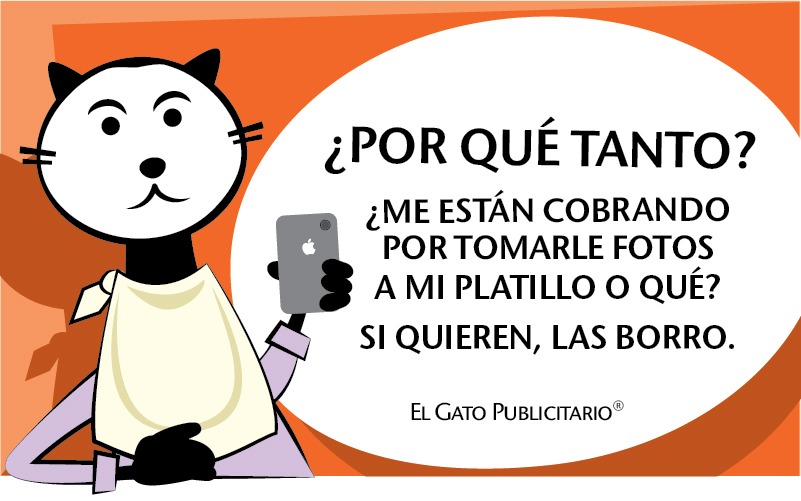 ¿POR QUÉ TANTO?
¿ME ESTÁN COBRANDO
POR TOMARLE FOTOS
A MI PLATILLO O QUÉ?
SI QUIEREN, LAS BORRO.
EL GATO PUBLICITARIO®